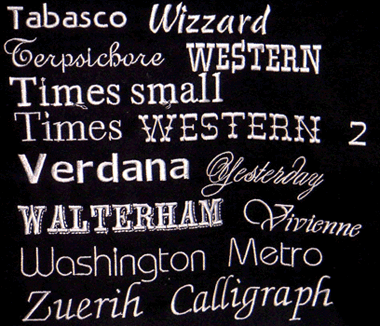 Tabasco Wizzard
Terpsichore WESTERN
Times small
Times WESTERN 2
Verdana Yesterday
WALTERHAM Vivienne
Washington Metro
Zuerih Calligraph